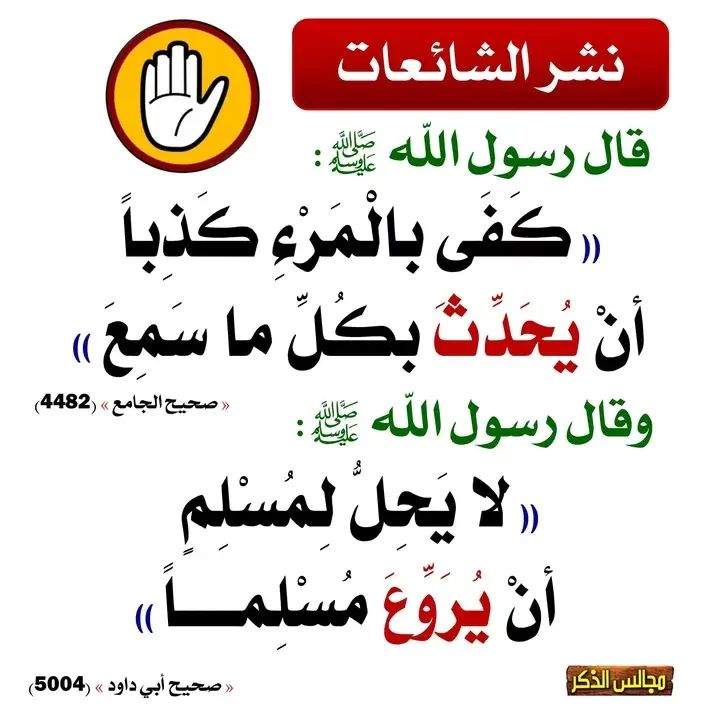 نشر الشائعات
قال رسول الله ﷺ :
(( كَفَى بالْمَرْءِ كَذِباً
أنْ يُحَدِّثَ بكُلِّ ما سَمِعَ ))
« صحيح الجامع » (4482)
وقال رسول الله ﷺ :
(( لا يَحِلُّ لِمُسْلِمٍ
أنْ يُرَوِّعَ مُسْلِمـــاً ))
« صحيح أبي داود » (5004)
مجالس الذكر